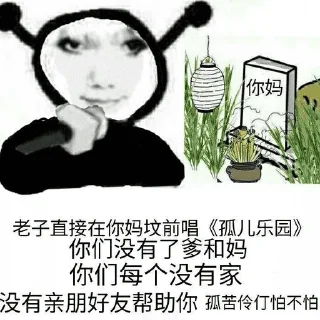 你妈
老子直接在你妈坟前唱《孤儿乐园》
你们没有了爹和妈
你们每个没有家
没有亲朋好友帮助你 孤苦伶仃怕不怕